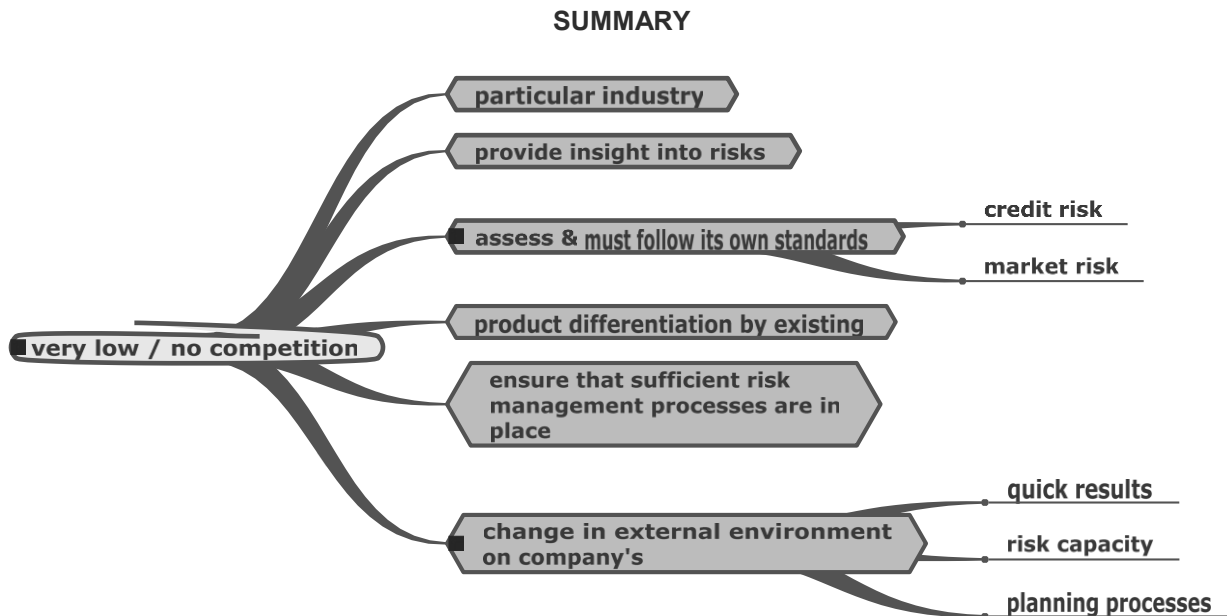 SUMMARY
particular industry
provide insight into risks
assess & must follow its own standards
credit risk
market risk
product differentiation by existing
very low / no competition
ensure that sufficient risk
management processes are in
place
change in external environment
on company's
quick results
risk capacity
planning processes